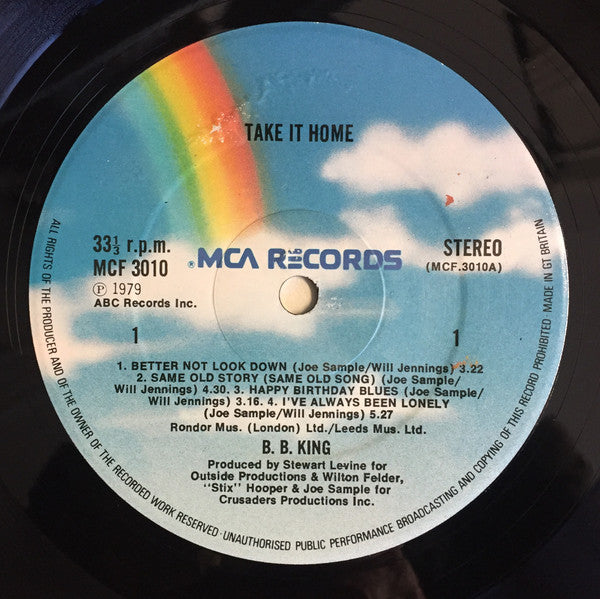 TAKE IT HOME
33⅓ r.p.m.
MCF 3010
℗ 1979
ABC Records Inc.
® MCA RECORDS
STEREO
(MCF.3010A)
1
1
1. BETTER NOT LOOK DOWN (Joe Sample/Will Jennings) 3.22
2. SAME OLD STORY (SAME OLD SONG) (Joe Sample/
Will Jennings) 4.30. 3. HAPPY BIRTHDAY BLUES (Joe Sample/
Will Jennings) 3.16. 4. I'VE ALWAYS BEEN LONELY
(Joe Sample/Will Jennings) 5.27
Rondor Mus. (London) Ltd./Leeds Mus. Ltd.
B. B. KING
Produced by Stewart Levine for
Outside Productions & Wilton Felder,
"Stix" Hooper & Joe Sample for
Crusaders Productions Inc.
ALL RIGHTS OF THE PRODUCER AND OF THE OWNER OF THE RECORDED WORK RESERVED · UNAUTHORISED PUBLIC PERFORMANCE BROADCASTING AND COPYING OF THIS RECORD PROHIBITED · MADE IN GT BRITAIN